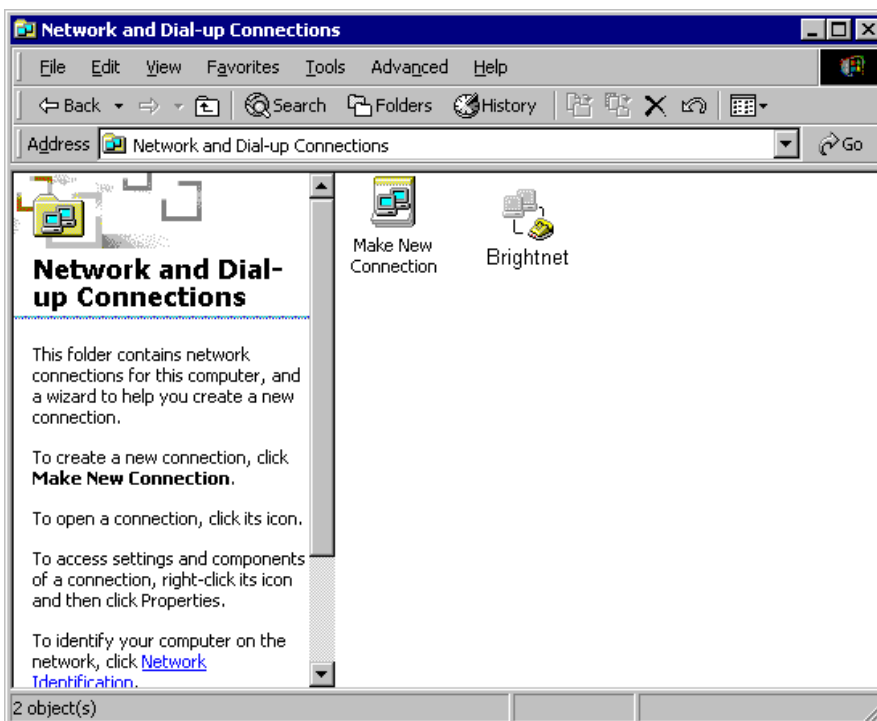 Network and Dial-up Connections
File Edit View Favorites Tools Advanced Help
Back Search Folders History
Address Network and Dial-up Connections Go
Network and Dial-
up Connections
This folder contains network
connections for this computer, and
a wizard to help you create a new
connection.
To create a new connection, click
Make New Connection.
To open a connection, click its icon.
To access settings and components
of a connection, right-click its icon
and then click Properties.
To identify your computer on the
network, click Network
Identification.
Make New
Connection
Brightnet
2 object(s)